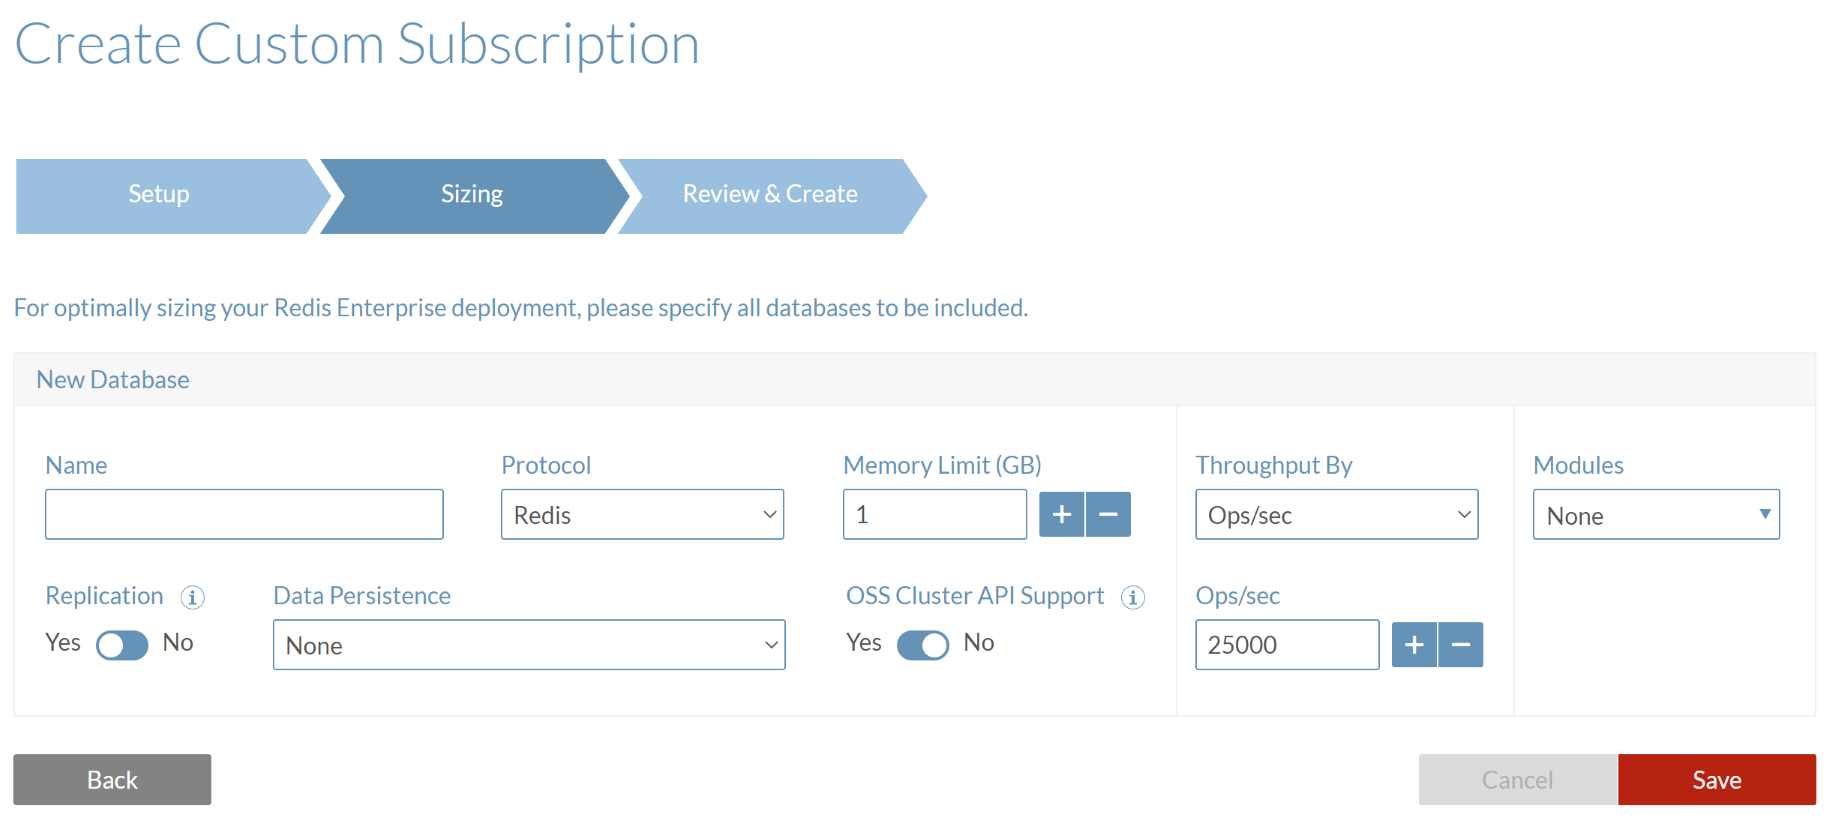 Create Custom Subscription
Setup
Sizing
Review & Create
For optimally sizing your Redis Enterprise deployment, please specify all databases to be included.
New Database
Name
Protocol
Memory Limit (GB)
Throughput By
Modules
Redis
1
+
−
Ops/sec
None
Replication
Data Persistence
OSS Cluster API Support
Ops/sec
Yes
No
None
Yes
No
25000
+
−
Back
Cancel
Save